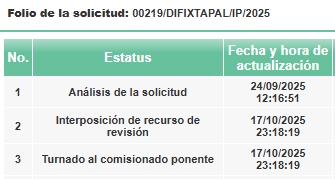 Folio de la solicitud: 00219/DIFIXTAPAL/IP/2025
No. Estatus Fecha y hora de actualización
1 Análisis de la solicitud 24/09/2025 12:16:51
2 Interposición de recurso de revisión 17/10/2025 23:18:19
3 Turnado al comisionado ponente 17/10/2025 23:18:19